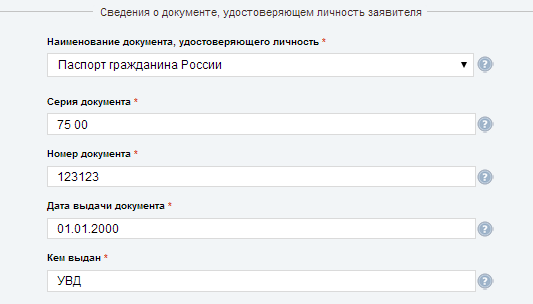 Сведения о документе, удостоверяющем личность заявителя
Наименование документа, удостоверяющего личность *
Паспорт гражданина России
?
Серия документа *
75 00
?
Номер документа *
123123
?
Дата выдачи документа *
01.01.2000
?
Кем выдан *
УВД
?